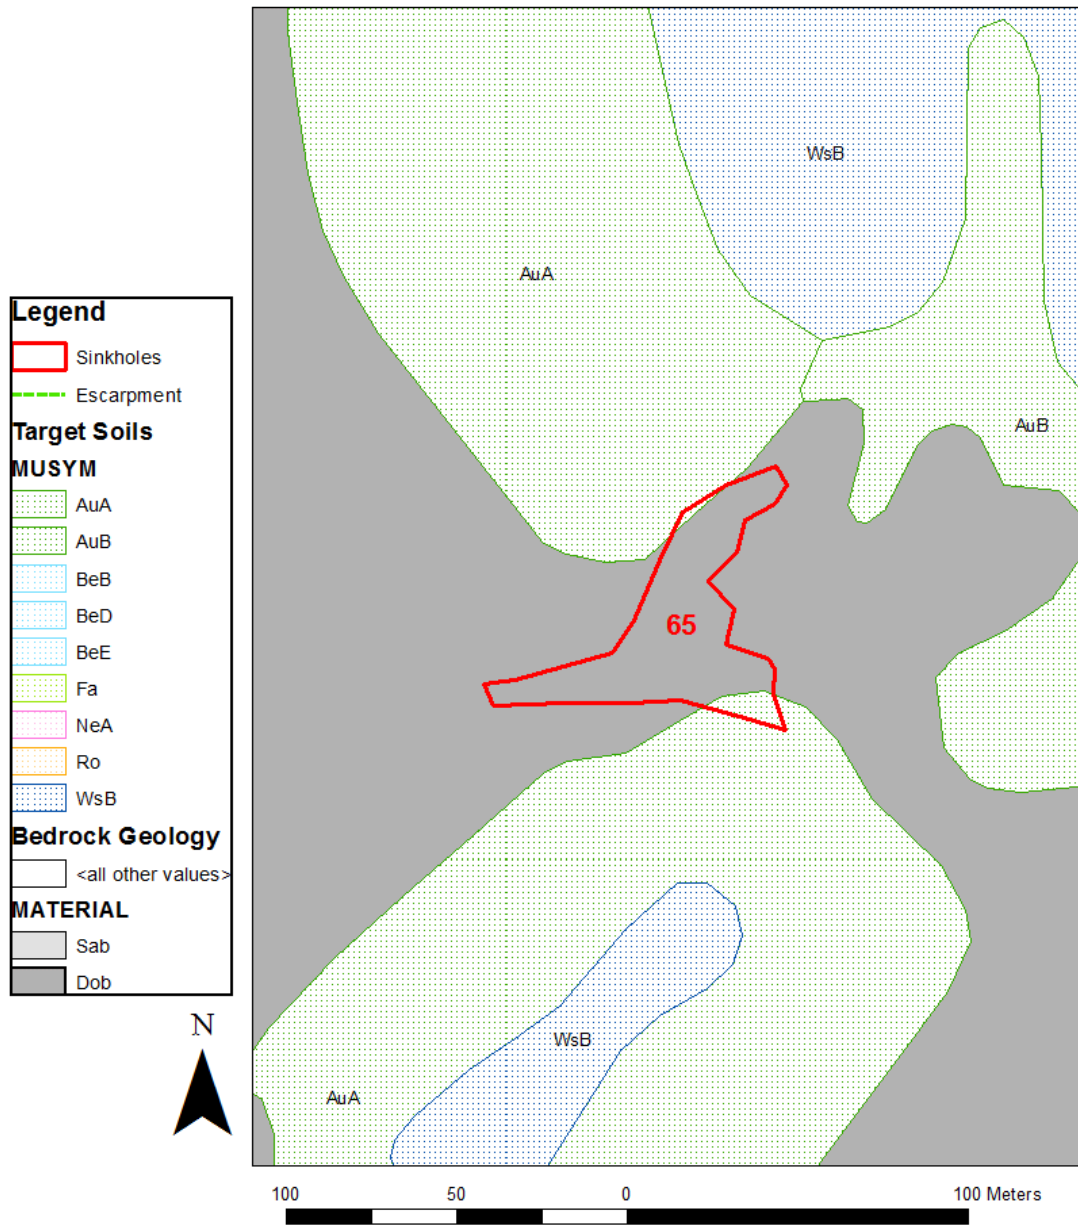 WsB
AuA
AuB
65
WsB
AuA
Legend
Sinkholes
Escarpment
Target Soils
MUSYM
AuA
AuB
BeB
BeD
BeE
Fa
NeA
Ro
WsB
Bedrock Geology
<all other values>
MATERIAL
Sab
Dob
N
100 50 0 100 Meters